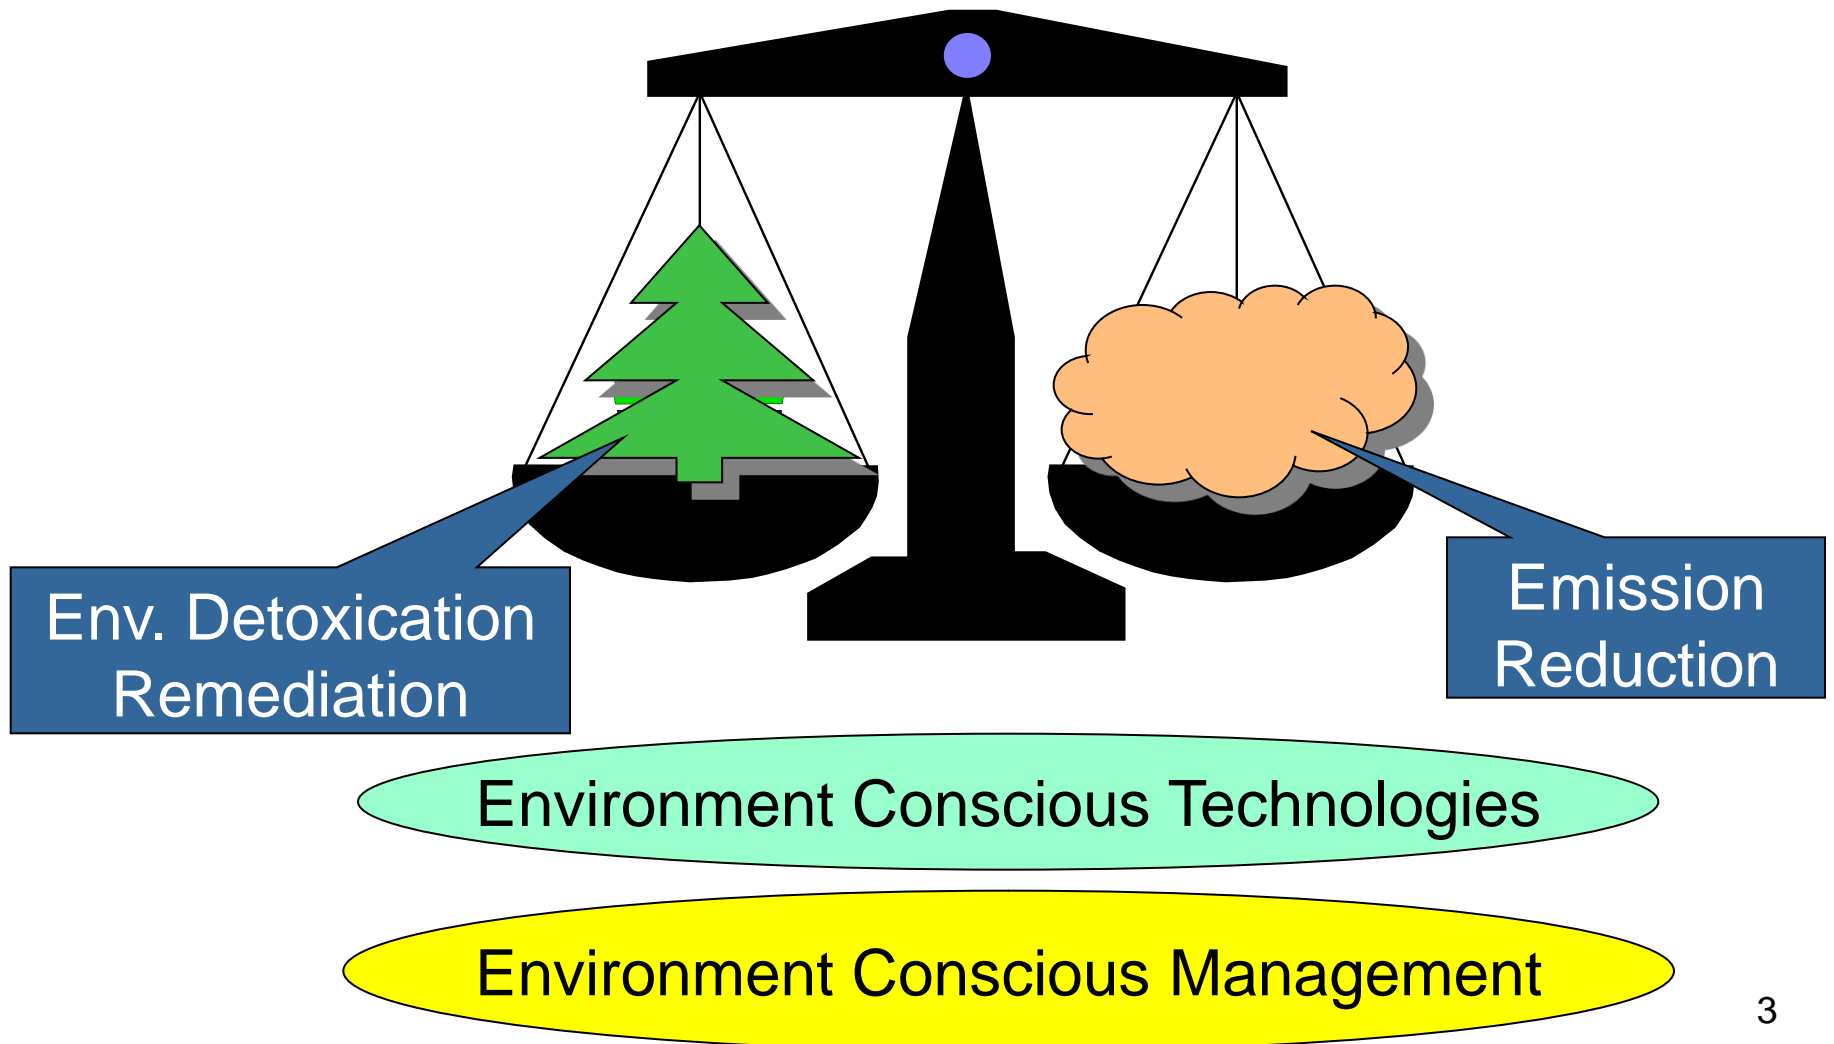 Env. Detoxication
Remediation
Emission
Reduction
Environment Conscious Technologies
Environment Conscious Management
3